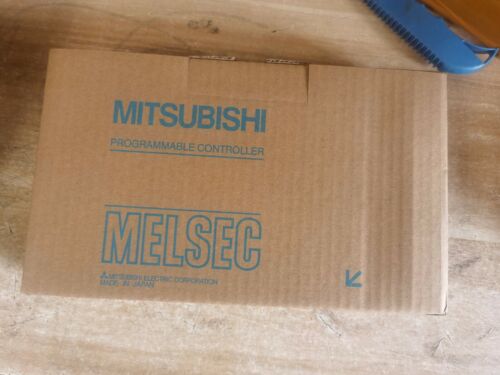 MITSUBISHI
PROGRAMMABLE CONTROLLER
MELSEC
MITSUBISHI ELECTRIC CORPORATION
MADE IN JAPAN